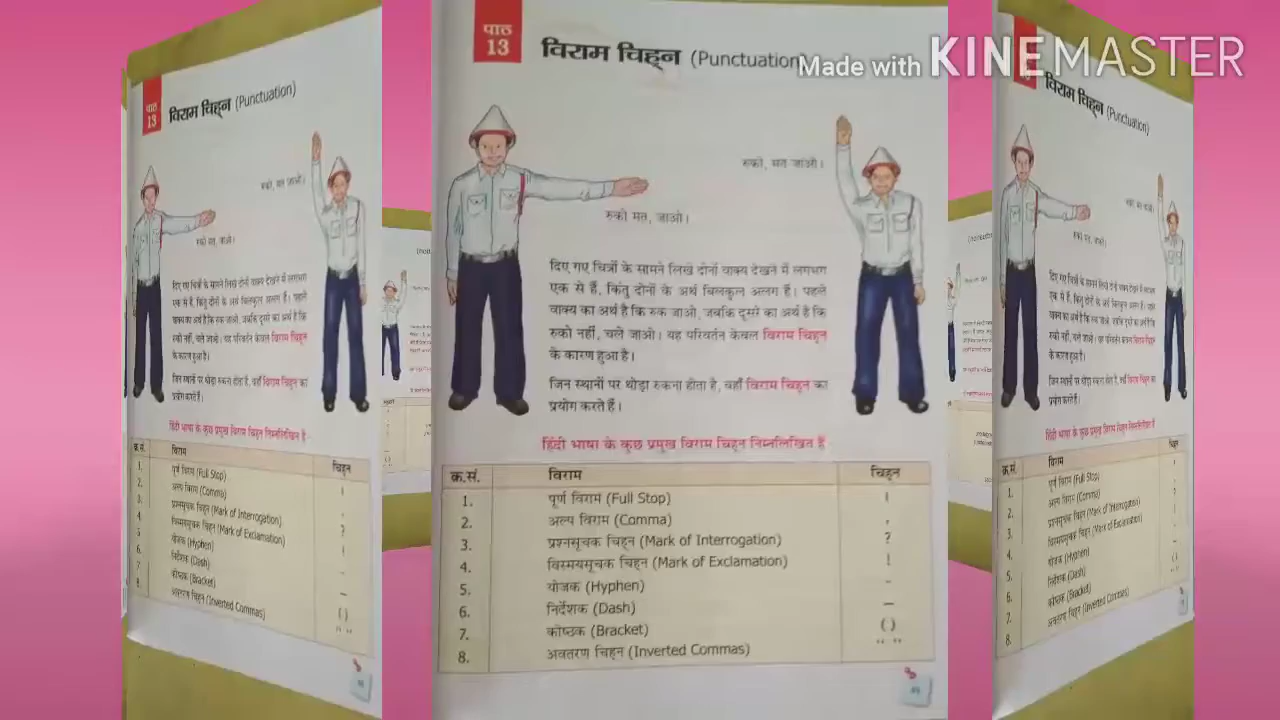 पाठ
13
विराम चिह्न (Punctuation)
Made with KINEMASTER
रुको, मत जाओ।
रुको मत, जाओ।
दिए गए चित्रों के सामने लिखे दोनों वाक्य देखने में लगभग
एक से हैं, किंतु दोनों के अर्थ बिलकुल अलग हैं। पहले
वाक्य का अर्थ है कि रुक जाओ, जबकि दूसरे का अर्थ है कि
रुको नहीं, चले जाओ। यह परिवर्तन केवल विराम चिह्न
के कारण हुआ है।
जिन स्थानों पर थोड़ा रुकना होता है, वहाँ विराम चिह्न का
प्रयोग करते हैं।
हिंदी भाषा के कुछ प्रमुख विराम चिह्न निम्नलिखित हैं
क्र.सं. विराम चिह्न
1. पूर्ण विराम (Full Stop) ।
2. अल्प विराम (Comma) ,
3. प्रश्नसूचक चिह्न (Mark of Interrogation) ?
4. विस्मयसूचक चिह्न (Mark of Exclamation) !
5. योजक (Hyphen) -
6. निर्देशक (Dash) —
7. कोष्ठक (Bracket) ( )
8. अवतरण चिह्न (Inverted Commas) “ ”